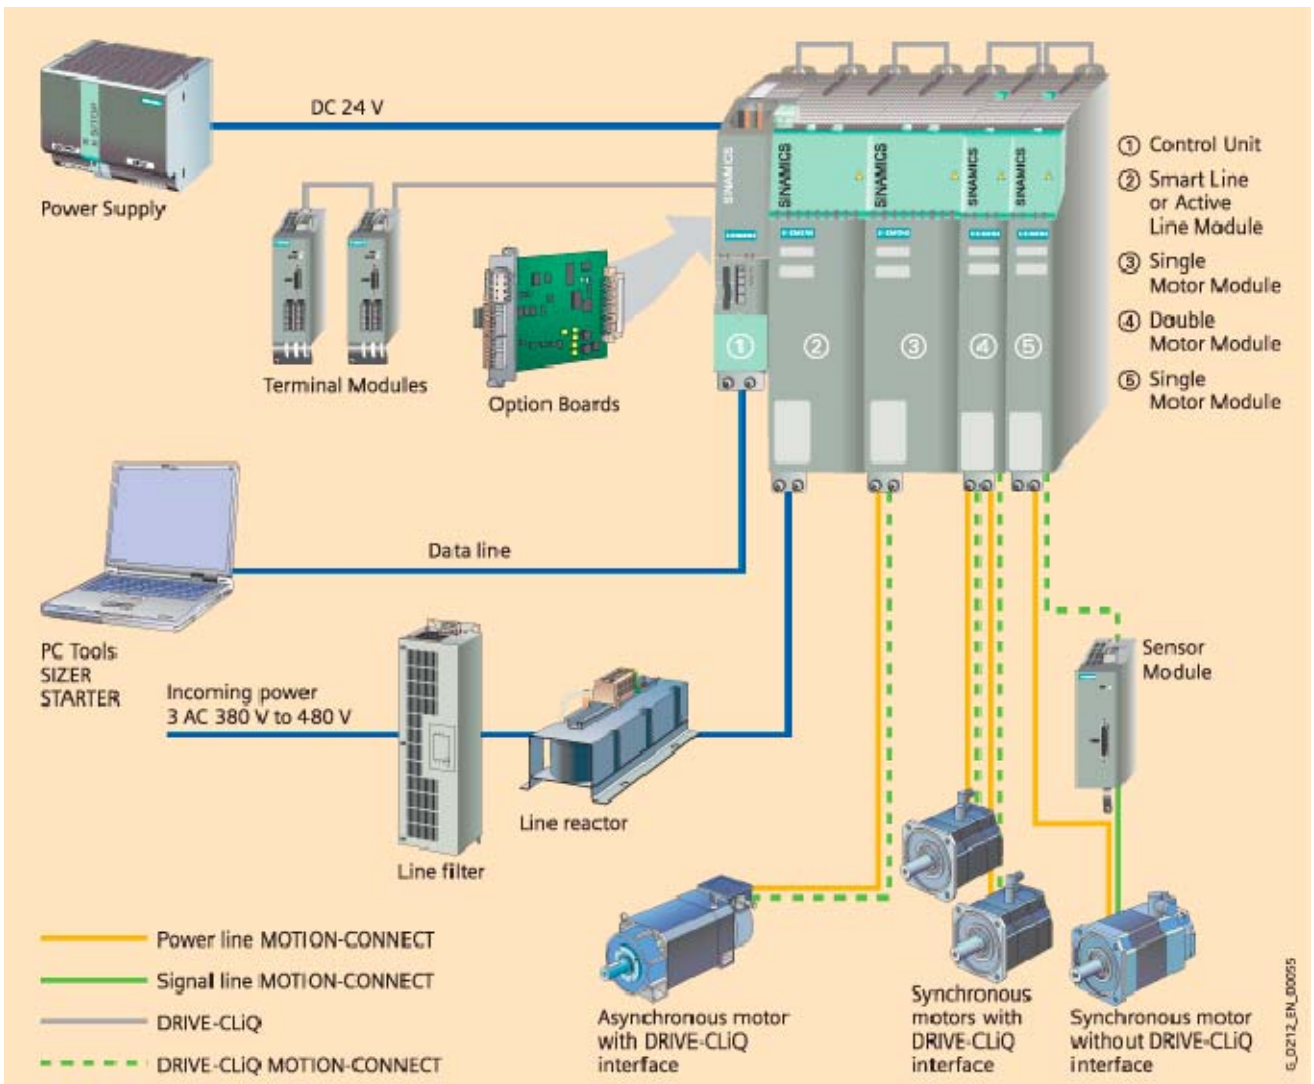 DC 24 V
Power Supply
Terminal Modules
Option Boards
SINAMICS
SINAMICS
SINAMICS
SINAMICS
SINAMICS
SIEMENS
① Control Unit
② Smart Line
or Active
Line Module
③ Single
Motor Module
④ Double
Motor Module
⑤ Single
Motor Module
① ② ③ ④ ⑤
Data line
PC Tools
SIZER
STARTER
Incoming power
3 AC 380 V to 480 V
Line filter
Line reactor
Sensor
Module
Asynchronous motor
with DRIVE-CLiQ
interface
Synchronous
motors with
DRIVE-CLiQ
interface
Synchronous motor
without DRIVE-CLiQ
interface
Power line MOTION-CONNECT
Signal line MOTION-CONNECT
DRIVE-CLiQ
DRIVE-CLiQ MOTION-CONNECT
G_D212_EN_00055